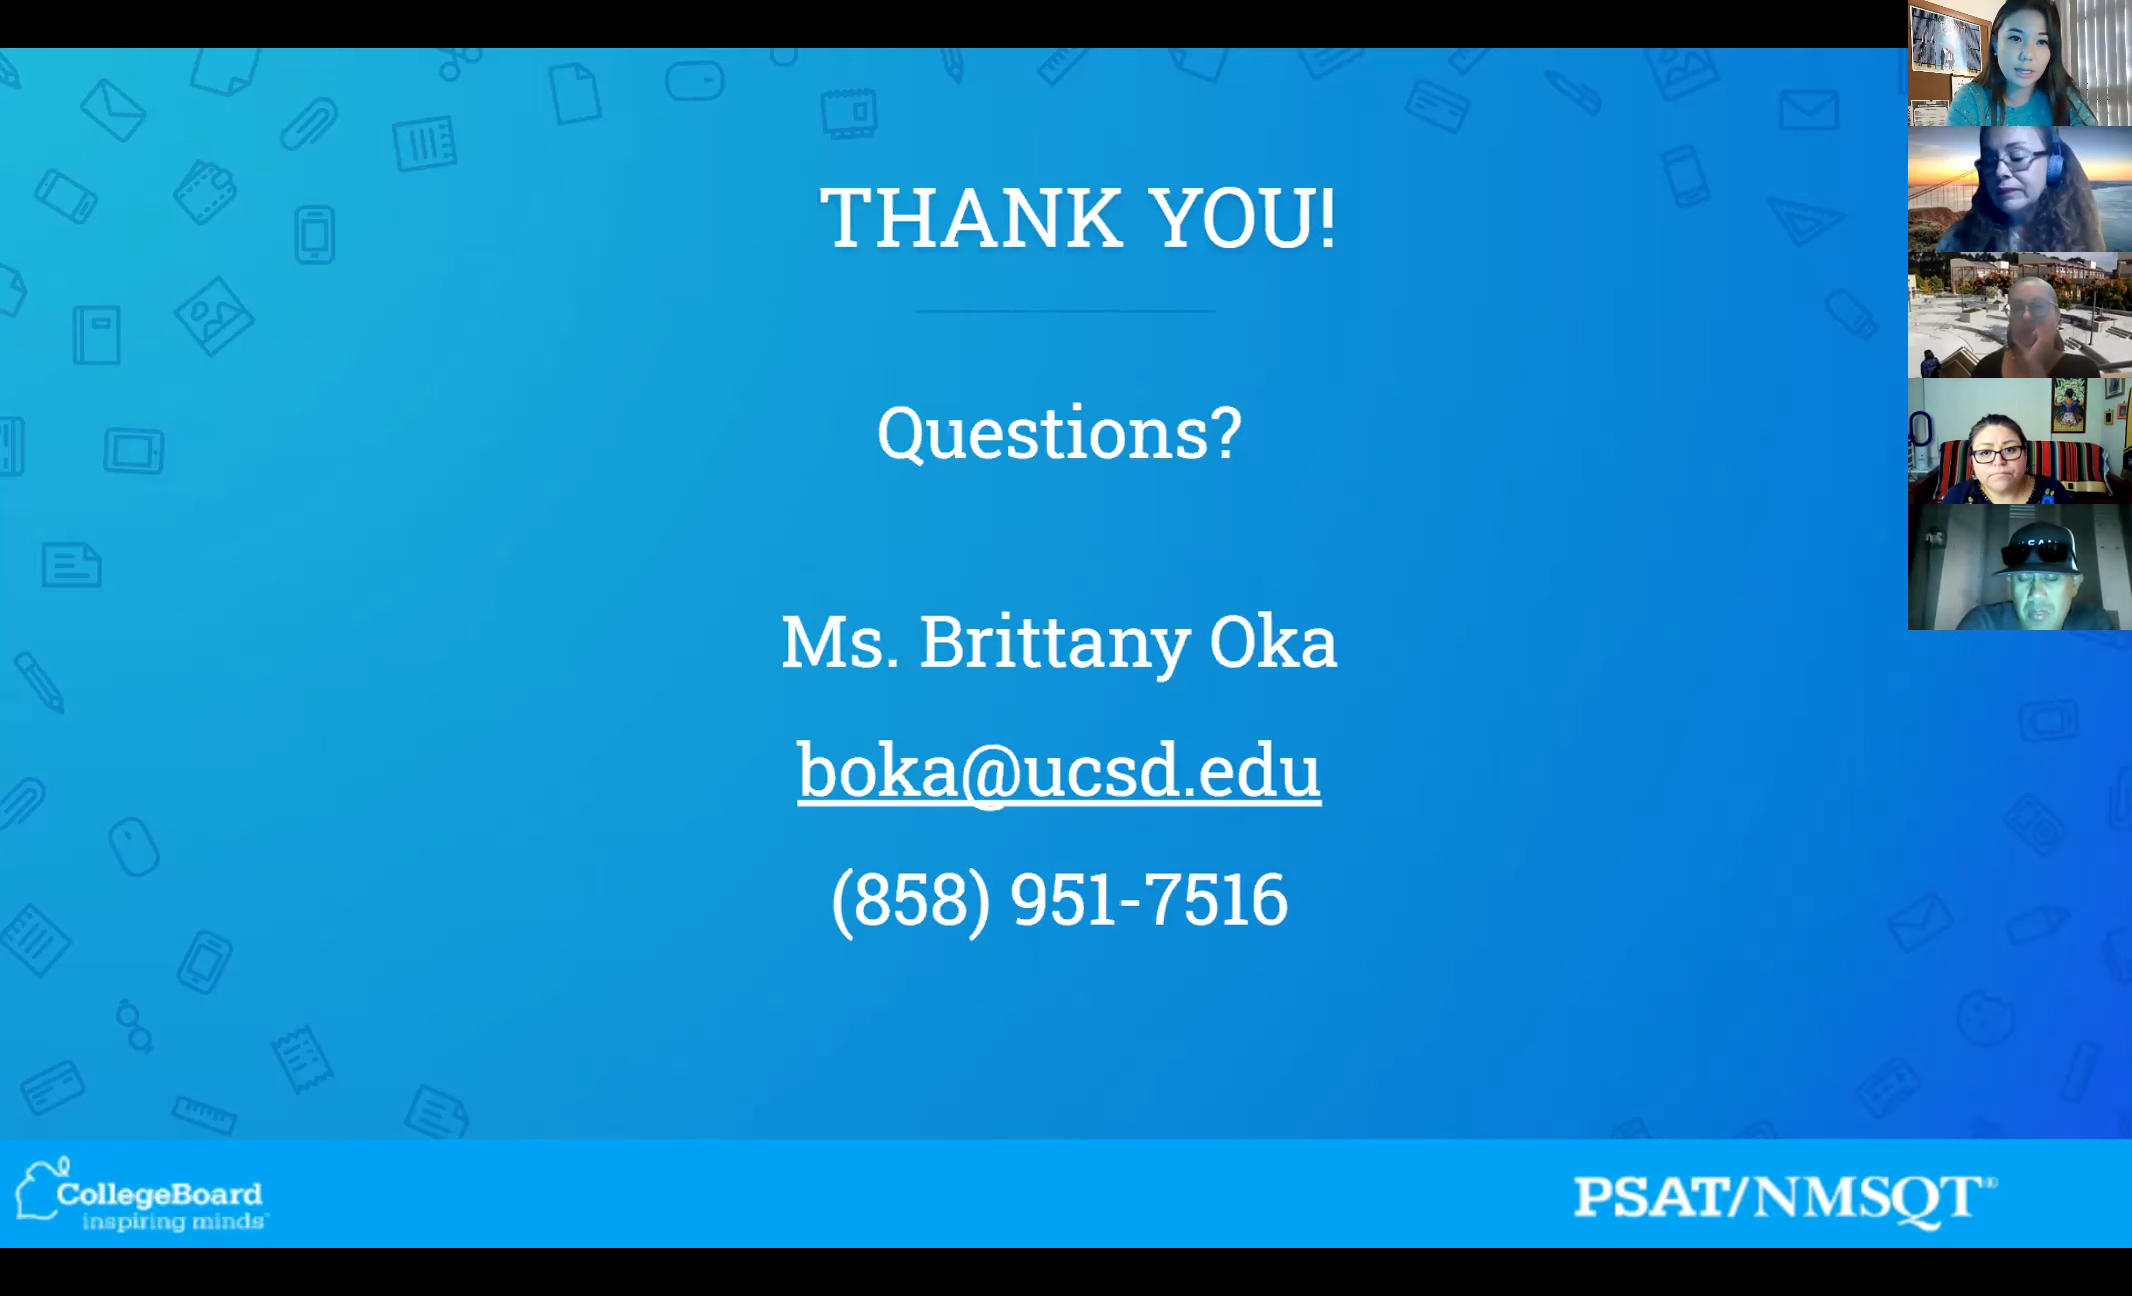 THANK YOU!
Questions?
Ms. Brittany Oka
boka@ucsd.edu
(858) 951-7516
CollegeBoard
inspiring minds
PSAT/NMSQT®